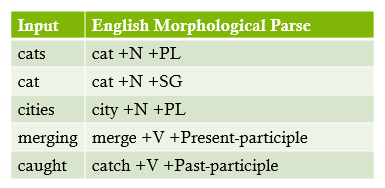 Input English Morphological Parse
cats cat +N +PL
cat cat +N +SG
cities city +N +PL
merging merge +V +Present-participle
caught catch +V +Past-participle